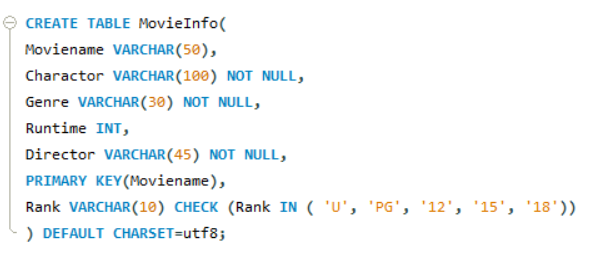 CREATE TABLE MovieInfo(
Moviename VARCHAR(50),
Charactor VARCHAR(100) NOT NULL,
Genre VARCHAR(30) NOT NULL,
Runtime INT,
Director VARCHAR(45) NOT NULL,
PRIMARY KEY(Moviename),
Rank VARCHAR(10) CHECK (Rank IN ( 'U', 'PG', '12', '15', '18'))
) DEFAULT CHARSET=utf8;